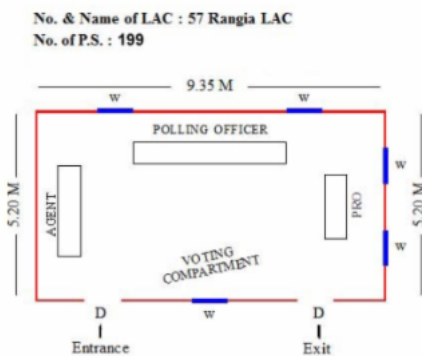 No. & Name of LAC : 57 Rangia LAC
No. of P.S. : 199
9.35 M
W W
POLLING OFFICER
5.20 M
AGENT
PRO
W
5.20 M
W
VOTING
COMPARTMENT
D W D
Entrance Exit